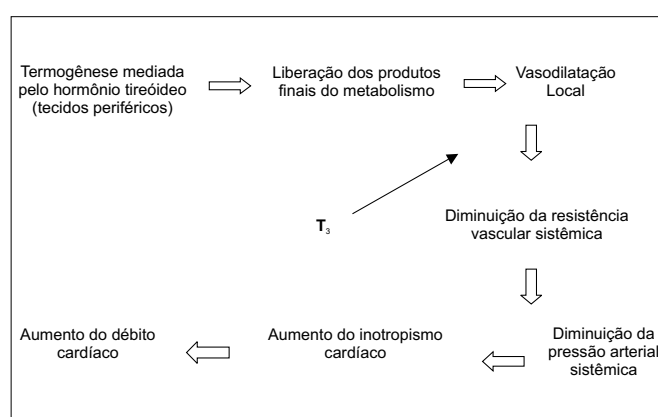 Termogênese mediada
pelo hormônio tireóideo
(tecidos periféricos)
Liberação dos produtos
finais do metabolismo
Vasodilatação
Local
T₃
Diminuição da resistência
vascular sistêmica
Aumento do débito
cardíaco
Aumento do inotropismo
cardíaco
Diminuição da
pressão arterial
sistêmica